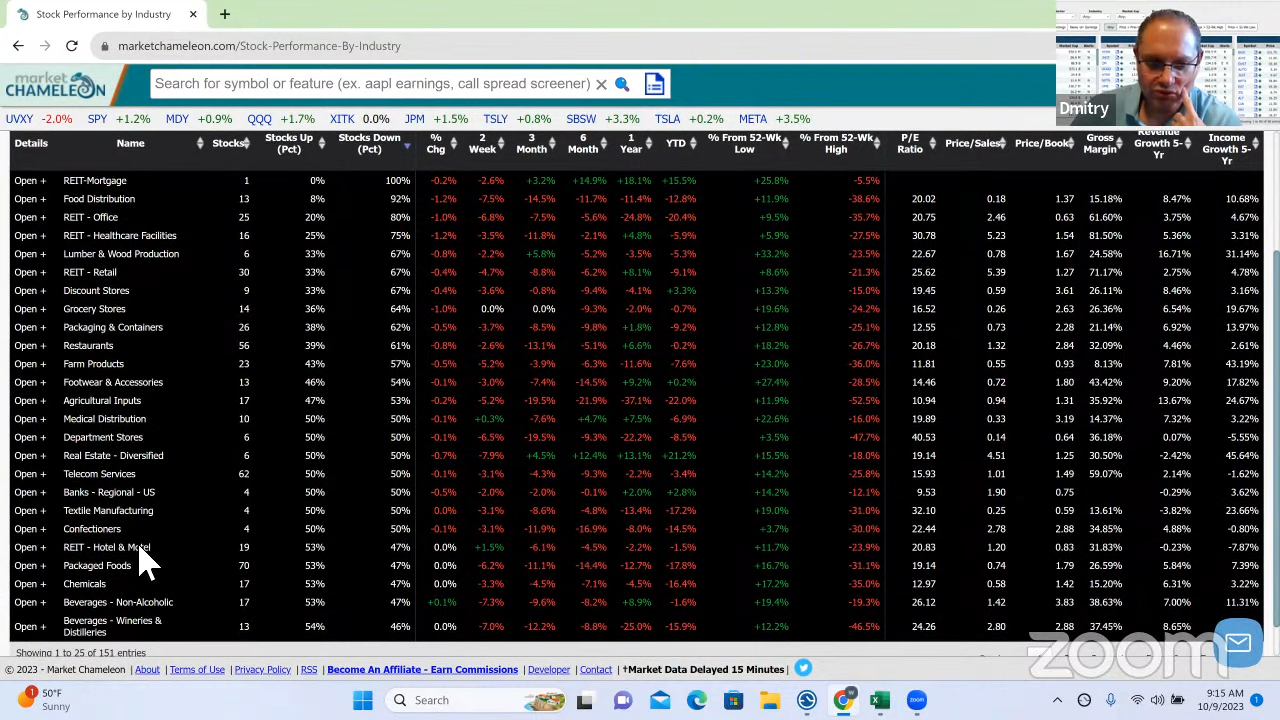 Stock Performance by Industry
market CHAMELEON
UVXY -2.0% SPY MDY QQQ TSLY TSLA
Dmitry
Details Name Stocks Stocks Up (Pct) Stocks Dwn (Pct) % Chg 2 Week Month Month 1 Year YTD % From 52-Wk Low % From 52-Wk High P/E Ratio Price/Sales Price/Book Gross Margin Revenue Growth 5-Yr Income Growth 5-Yr
Open + REIT-Mortgage 1 0% 100% -0.2% -2.6% +3.2% +14.9% +18.1% +15.5% +25.8% -5.5%
Open + Food Distribution 13 8% 92% -1.2% -7.5% -14.5% -11.7% -11.4% -12.8% +11.9% -38.6% 20.02 0.18 1.37 15.18% 8.47% 10.68%
Open + REIT - Office 25 20% 80% -1.0% -6.8% -7.5% -5.6% -24.8% -20.4% +9.5% -35.7% 20.75 2.46 0.63 61.60% 3.75% 4.67%
Open + REIT - Healthcare Facilities 16 25% 75% -1.2% -3.5% -11.8% -2.1% +4.8% -5.9% +5.9% -27.5% 30.78 5.23 1.54 81.50% 5.36% 3.31%
Open + Lumber & Wood Production 6 33% 67% -0.8% -2.2% +5.8% -5.2% -3.5% -5.3% +33.2% -23.5% 22.67 0.78 1.67 24.58% 16.71% 31.14%
Open + REIT - Retail 30 33% 67% -0.4% -4.7% -8.8% -6.2% +8.1% -9.1% +8.6% -21.3% 30.22 5.39 1.27 71.17% 2.75% 4.78%
Open + Discount Stores 9 33% 67% -0.4% -3.6% -0.8% -9.4% -4.1% +3.3% +13.3% -15.0% 19.45 0.59 3.61 26.11% 8.46% 3.16%
Open + Grocery Stores 14 36% 64% -1.0% 0.0% 0.0% -9.3% -2.0% -0.7% +19.6% -24.2% 16.52 0.26 2.63 26.36% 6.54% 19.67%
Open + Packaging & Containers 26 38% 62% -0.5% -3.7% -8.5% -9.8% +1.8% -9.2% +12.8% -25.1% 12.95 0.73 2.28 21.14% 6.92% 13.97%
Open + Restaurants 56 39% 61% -0.8% -2.6% -13.1% -5.1% +6.6% -0.2% +18.2% -26.7% 20.18 1.32 2.84 32.09% 4.46% 2.61%
Open + Farm Products 23 43% 57% -0.5% -5.2% -3.9% -6.3% -11.6% -7.6% +23.0% -36.0% 11.81 0.55 0.93 8.13% 7.81% 43.19%
Open + Footwear & Accessories 13 46% 54% -0.1% -3.0% -7.4% -14.5% +9.2% +0.2% +27.4% -28.5% 14.46 0.72 1.80 43.42% 9.20% 17.82%
Open + Agricultural Inputs 17 47% 53% -0.2% -5.2% -19.5% -21.9% -37.1% -22.0% +11.9% -52.5% 10.94 0.94 1.31 35.92% 13.67% 24.67%
Open + Medical Distribution 10 50% 50% -0.1% +0.3% -7.6% +4.7% +7.5% -6.9% +22.6% -16.0% 19.89 0.33 3.19 14.37% 7.32% 3.22%
Open + Department Stores 6 50% 50% -0.1% -6.5% -19.5% -9.3% -22.2% -8.5% +3.5% -47.7% 40.53 0.14 0.64 36.18% 0.07% -5.55%
Open + Real Estate - Diversified 6 50% 50% -0.7% -7.9% +4.5% +12.4% +13.1% +21.2% +15.5% -18.0% 19.14 4.51 1.25 30.50% -2.42% 45.64%
Open + Telecom Services 62 50% 50% -0.1% -3.1% -4.3% -9.3% -2.2% -3.4% +14.2% -25.8% 15.93 1.01 1.49 59.07% 2.14% -1.62%
Open + Banks - Regional - US 4 50% 50% -0.5% -2.0% -2.0% -0.1% +2.0% +2.8% +14.2% -12.1% 9.53 1.90 0.75 -0.29% 3.62%
Open + Textile Manufacturing 4 50% 50% 0.0% -3.1% -8.6% -4.8% -13.4% -17.2% +19.0% -31.0% 32.10 0.25 0.59 13.61% -3.82% 23.66%
Open + Confectioners 4 50% 50% -0.1% -3.1% -11.9% -16.9% -8.0% -14.5% +3.7% -30.0% 22.44 2.78 2.88 34.85% 4.88% -0.80%
Open + REIT - Hotel & Motel 19 53% 47% 0.0% +1.5% -6.1% -4.5% -2.2% -1.5% +11.7% -23.9% 20.08 1.20 0.83 31.83% -0.23% -7.87%
Open + Packaged Foods 70 53% 47% 0.0% -6.2% -11.1% -14.4% -12.7% -17.8% +16.7% -31.1% 19.14 0.74 1.79 26.59% 5.84% 7.39%
Open + Chemicals 17 53% 47% 0.0% -3.3% -4.5% -7.1% -4.5% -16.4% +17.2% -35.0% 12.97 0.58 1.42 15.20% 6.31% 3.22%
Open + Beverages - Non-Alcoholic 17 53% 47% +0.1% -7.3% -9.6% -8.2% +8.9% -1.6% +19.4% -19.3% 26.12 1.42 3.83 38.63% 7.00% 11.31%
Open + Beverages - Wineries & Distilleries 13 54% 46% 0.0% -7.0% -12.2% -8.8% -25.0% -15.9% +12.2% -46.5% 24.26 2.80 2.88 37.45% 8.65%
Showing 1 to 25 of 151 entries
© 2023 - Market Chameleon | About | Terms of Use | Privacy Policy | RSS | Become An Affiliate - Earn Commissions | Developer | Contact | †Market Data Delayed 15 Minutes |
zoom
50°F
Sunny
Search
zoom
9:15 AM
10/9/2023